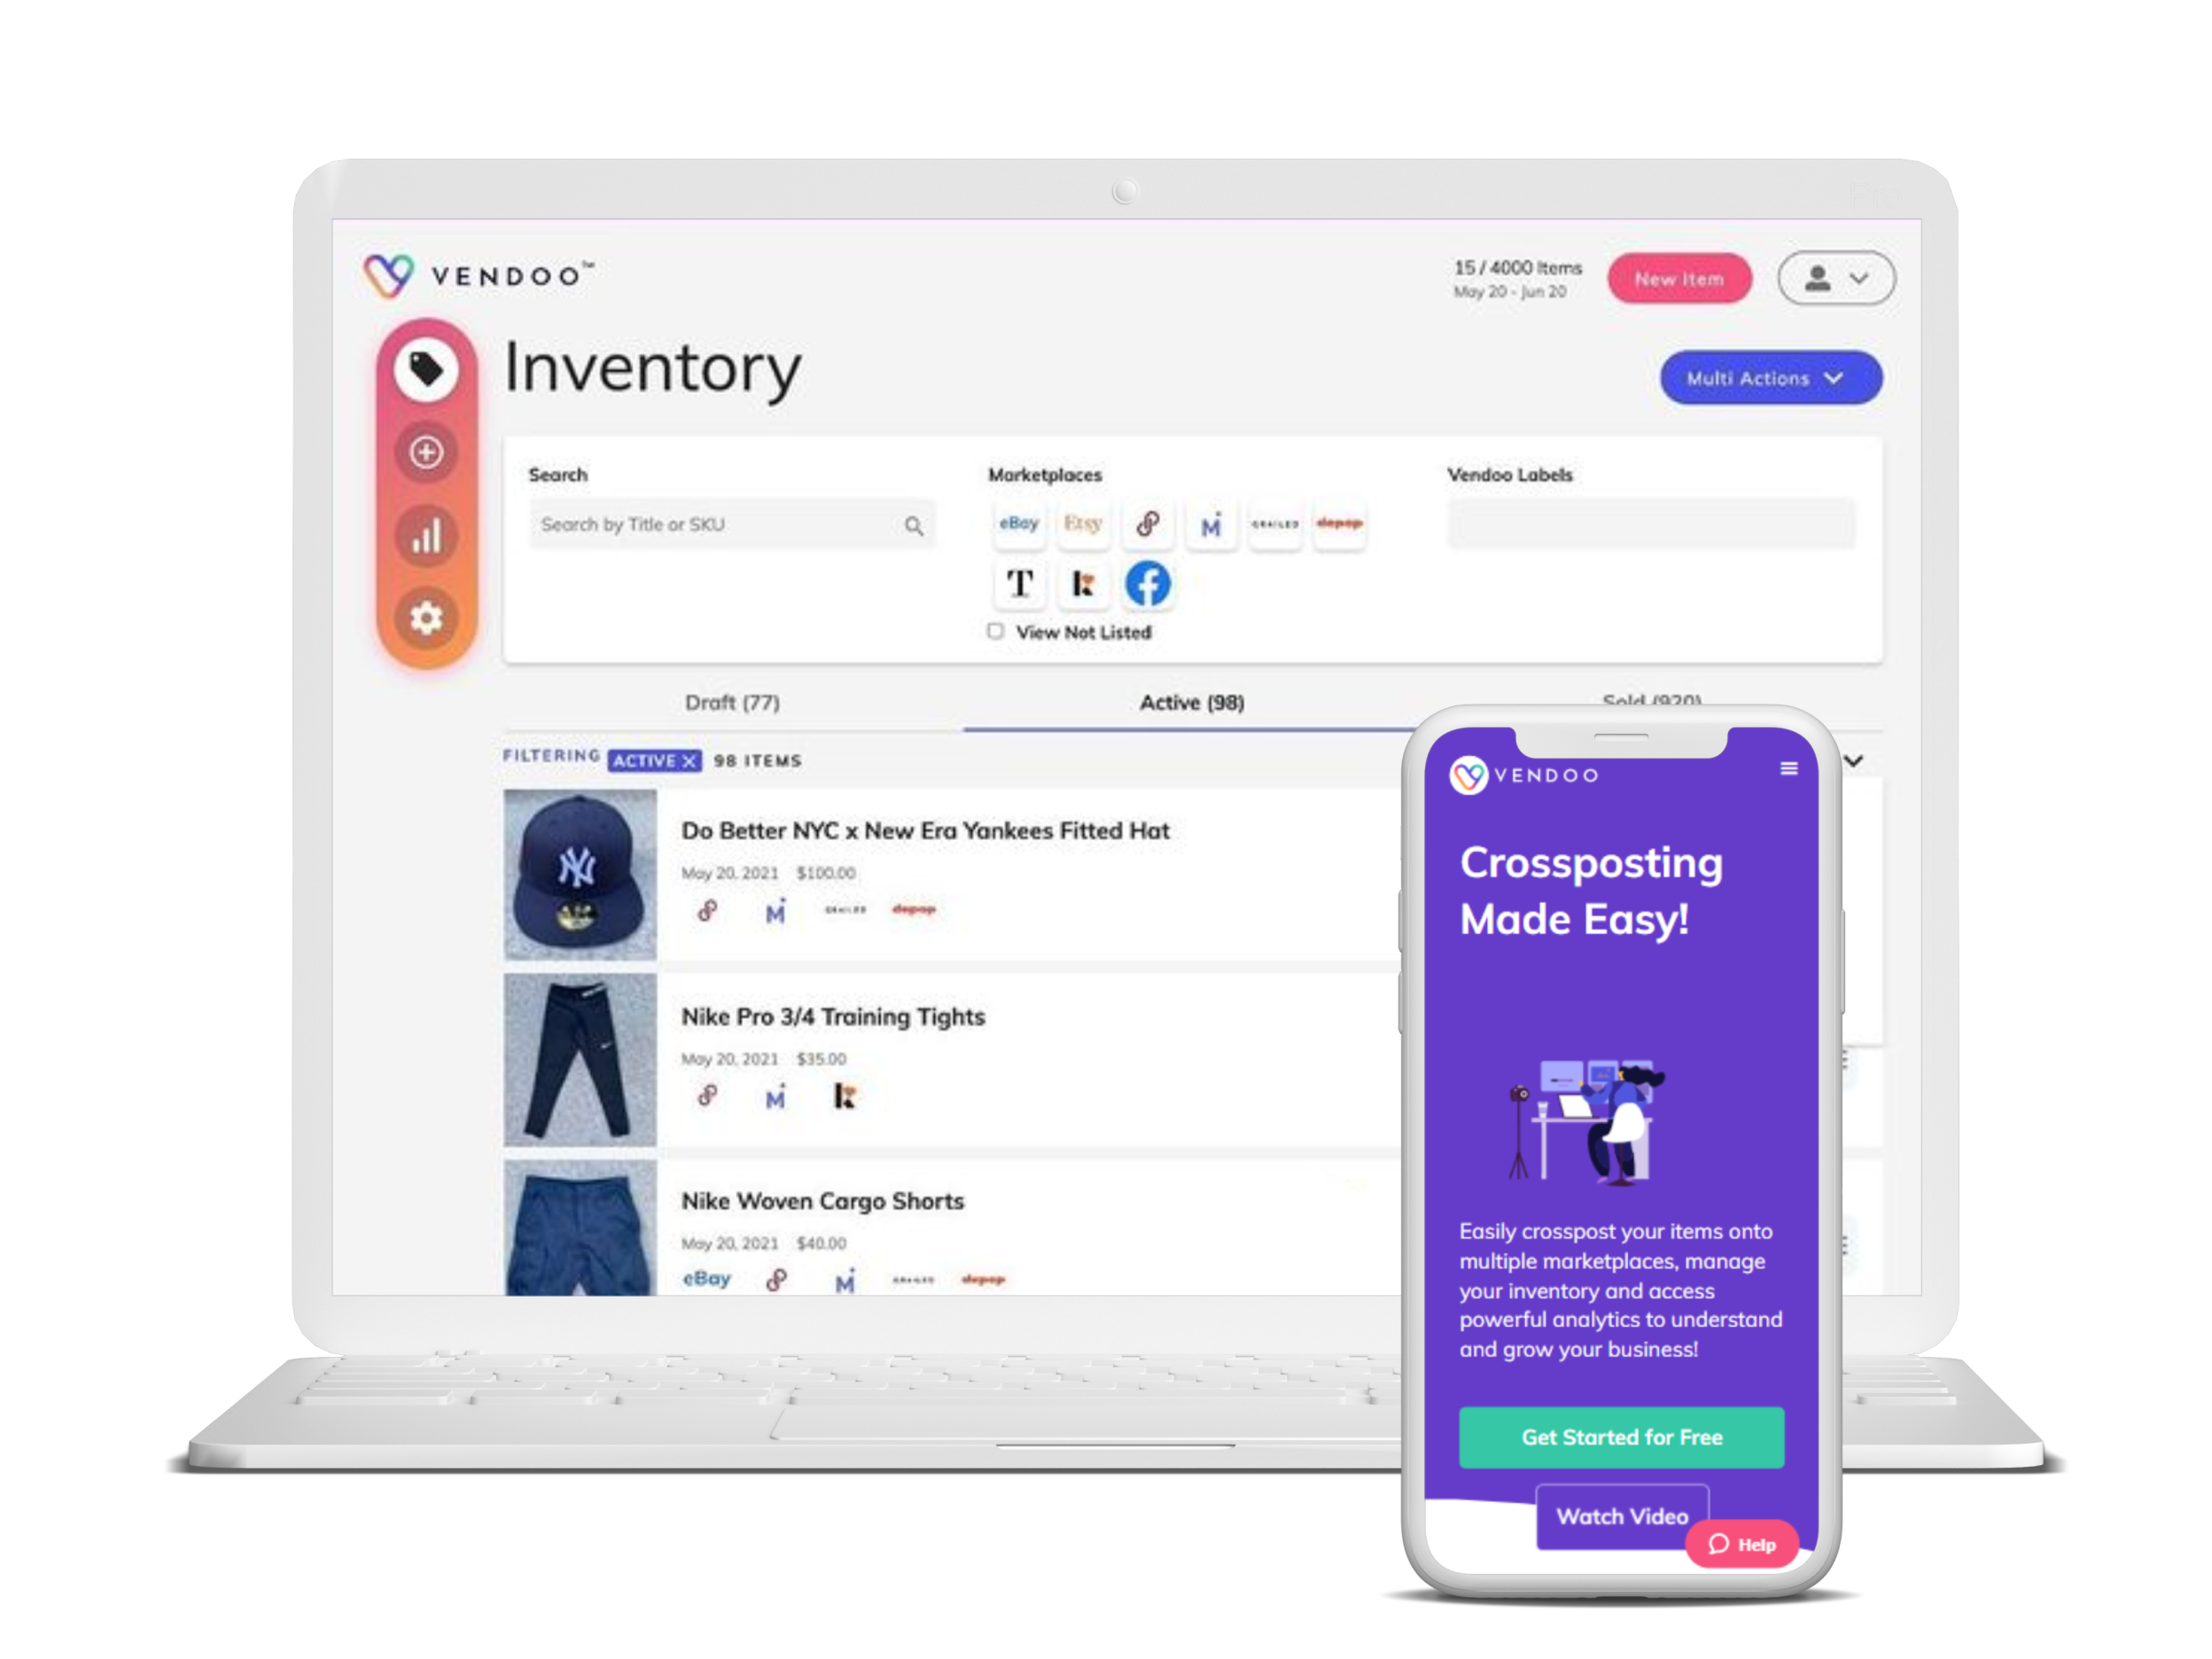 VENDOO™
15 / 4000 Items
May 20 - Jun 20
New Item
Inventory
Multi Actions
Search
Search by Title or SKU
Marketplaces
eBay Etsy M GRAILED depop
T K f
View Not Listed
Vendoo Labels
Draft (77)
Active (98)
Sold (920)
FILTERING ACTIVE X 98 ITEMS
NY
Do Better NYC x New Era Yankees Fitted Hat
May 20, 2021 $100.00
M GRAILED depop
Nike Pro 3/4 Training Tights
May 20, 2021 $35.00
M K
Nike Woven Cargo Shorts
May 20, 2021 $40.00
eBay M GRAILED depop
VENDOO
Crossposting
Made Easy!
Easily crosspost your items onto
multiple marketplaces, manage
your inventory and access
powerful analytics to understand
and grow your business!
Get Started for Free
Watch Video
Help